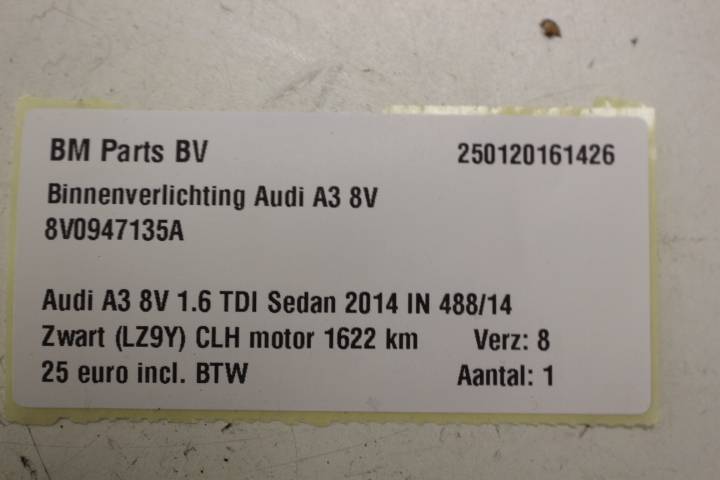 BM Parts BV 250120161426
Binnenverlichting Audi A3 8V
8V0947135A
Audi A3 8V 1.6 TDI Sedan 2014 IN 488/14
Zwart (LZ9Y) CLH motor 1622 km Verz: 8
25 euro incl. BTW Aantal: 1